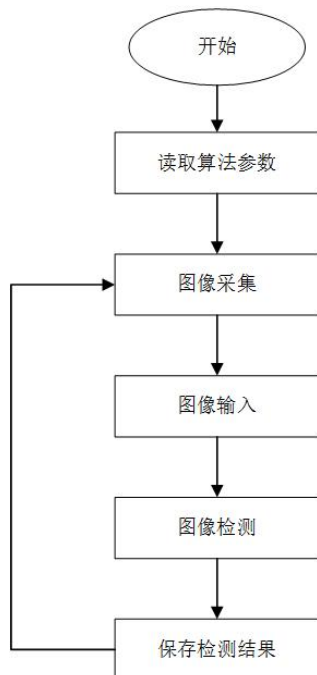 开始
读取算法参数
图像采集
图像输入
图像检测
保存检测结果